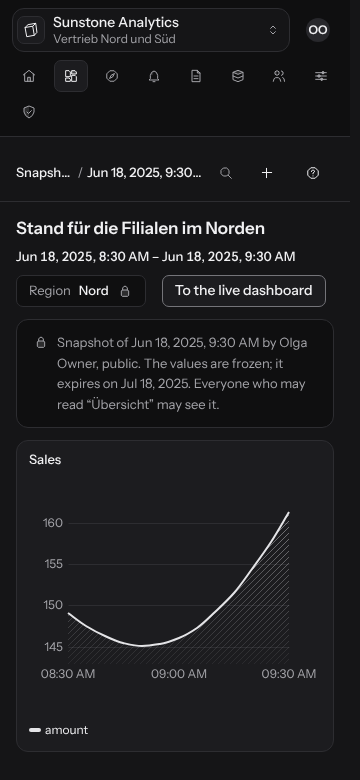 Sunstone Analytics
Vertrieb Nord und Süd
OO
Snapsh... / Jun 18, 2025, 9:30...
Stand für die Filialen im Norden
Jun 18, 2025, 8:30 AM – Jun 18, 2025, 9:30 AM
Region Nord
To the live dashboard
Snapshot of Jun 18, 2025, 9:30 AM by Olga
Owner, public. The values are frozen; it
expires on Jul 18, 2025. Everyone who may
read “Übersicht” may see it.
Sales
160
155
150
145
08:30 AM 09:00 AM 09:30 AM
amount